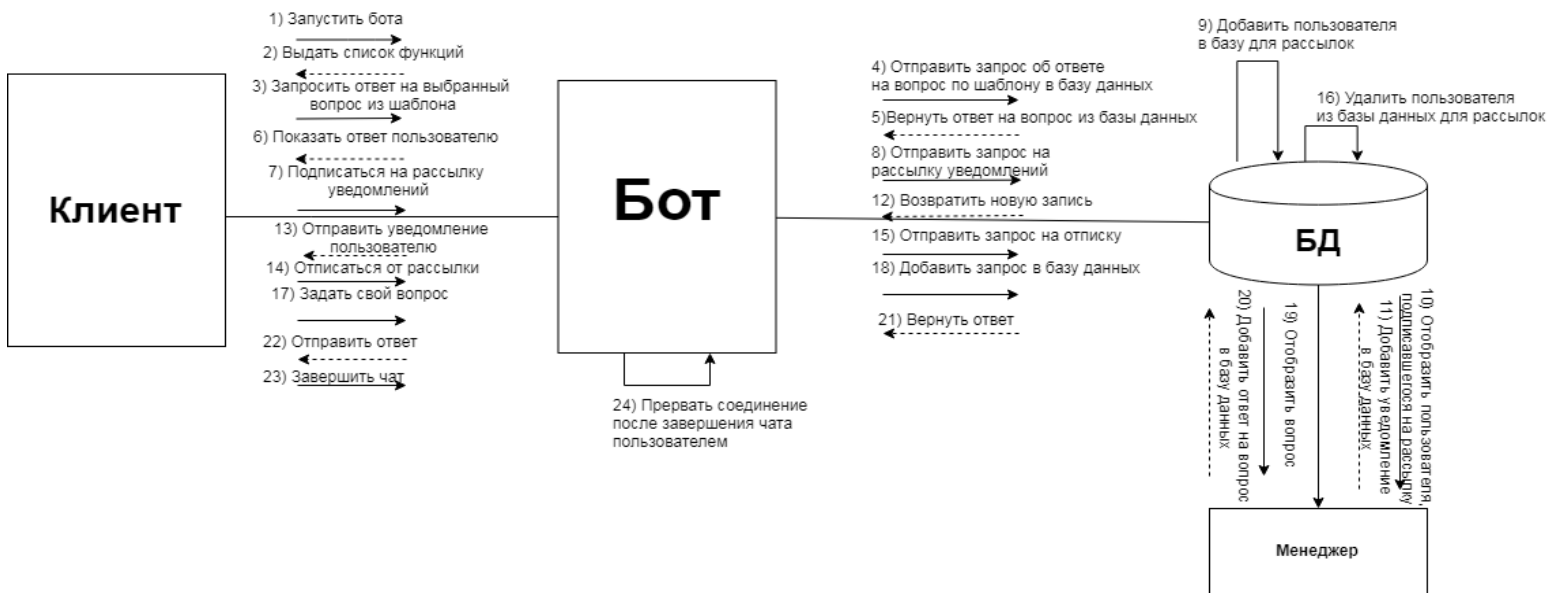 1) Запустить бота
2) Выдать список функций
3) Запросить ответ на выбранный
вопрос из шаблона
6) Показать ответ пользователю
7) Подписаться на рассылку
уведомлений
13) Отправить уведомление
пользователю
14) Отписаться от рассылки
17) Задать свой вопрос
22) Отправить ответ
23) Завершить чат
Клиент
Бот
24) Прервать соединение
после завершения чата
пользователем
4) Отправить запрос об ответе
на вопрос по шаблону в базу данных
5)Вернуть ответ на вопрос из базы данных
8) Отправить запрос на
рассылку уведомлений
12) Возвратить новую запись
15) Отправить запрос на отписку
18) Добавить запрос в базу данных
21) Вернуть ответ
9) Добавить пользователя
в базу для рассылок
16) Удалить пользователя
из базы данных для рассылок
БД
10) Отобразить пользователя,
подписавшегося на рассылку
11) Добавить уведомление
в базу данных
19) Отобразить вопрос
20) Добавить ответ на вопрос
в базу данных
Менеджер